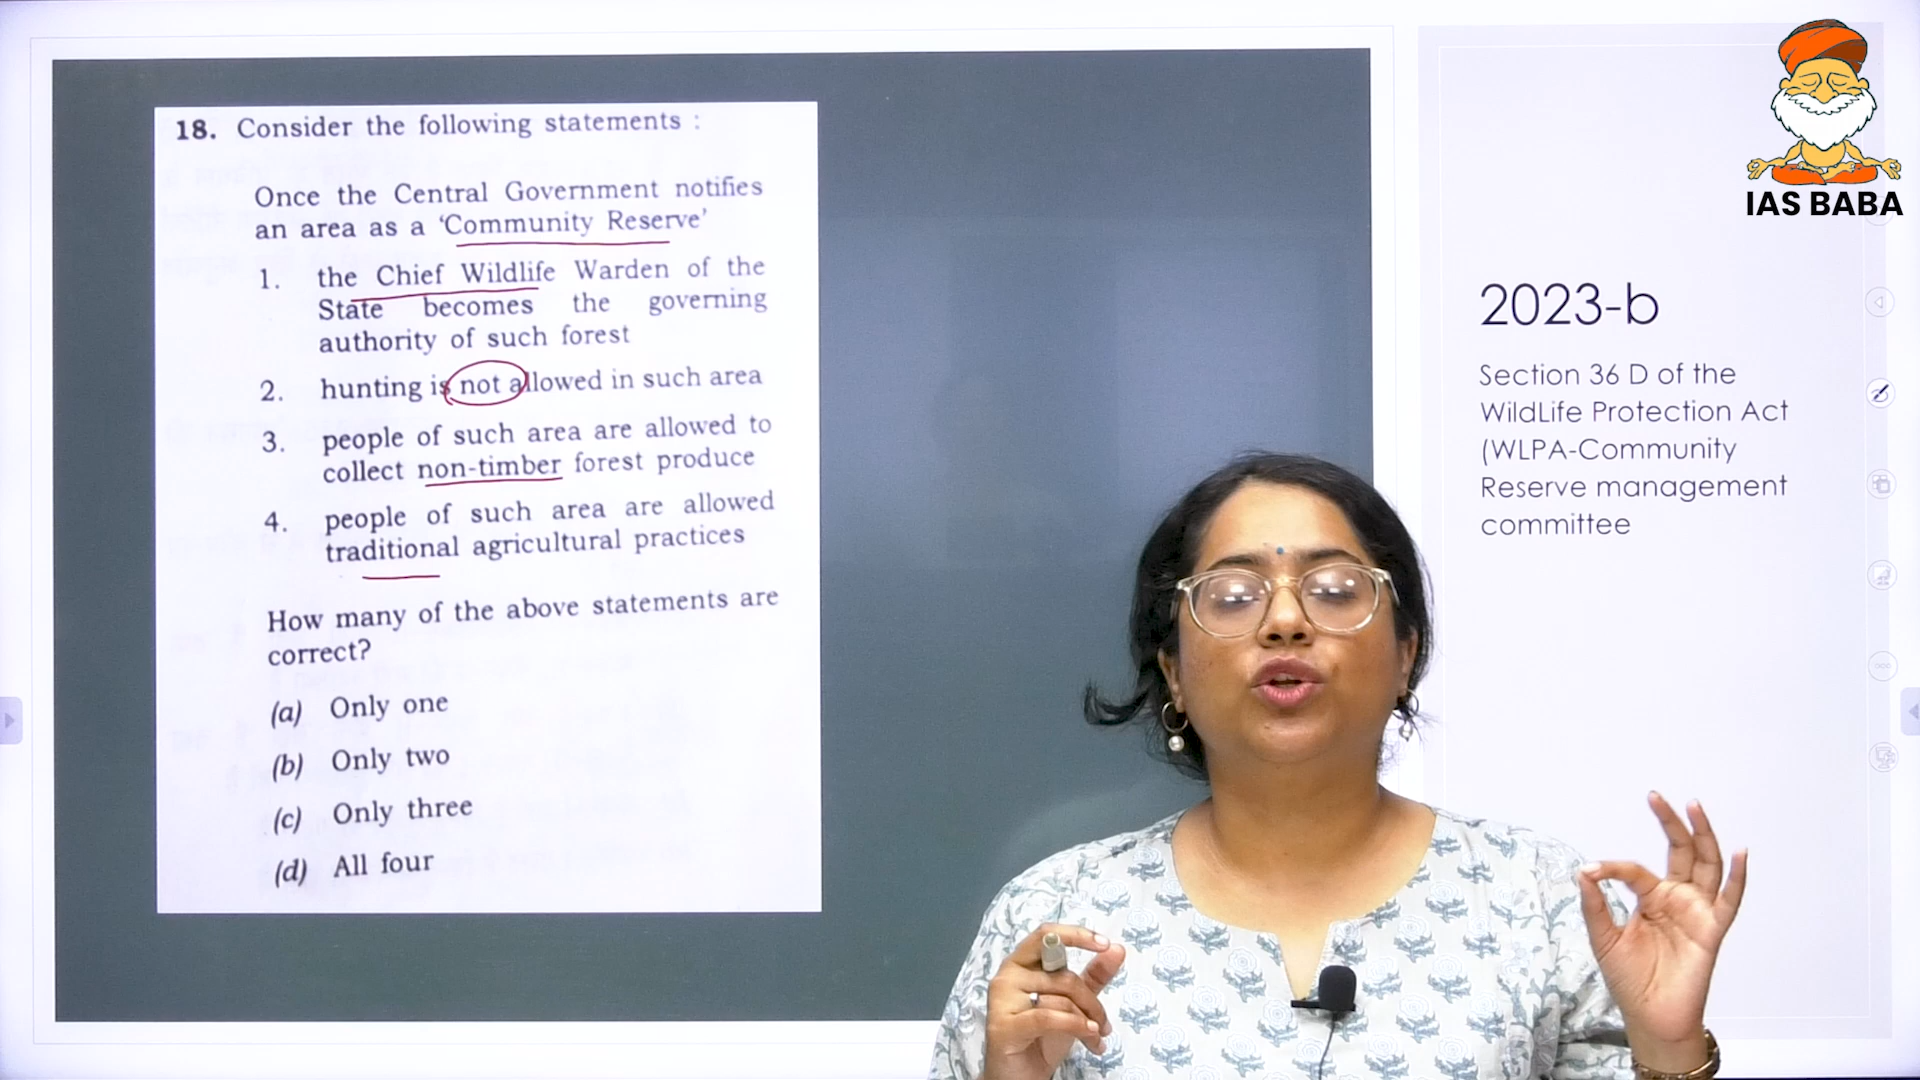 18. Consider the following statements :
Once the Central Government notifies
an area as a ‘Community Reserve’
1. the Chief Wildlife Warden of the
State becomes the governing
authority of such forest
2. hunting is not allowed in such area
3. people of such area are allowed to
collect non-timber forest produce
4. people of such area are allowed
traditional agricultural practices
How many of the above statements are
correct?
(a) Only one
(b) Only two
(c) Only three
(d) All four
IAS BABA
2023-b
Section 36 D of the
WildLife Protection Act
(WLPA-Community
Reserve management
committee